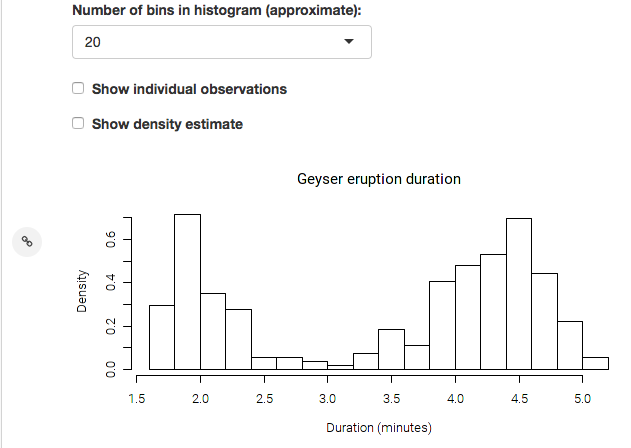 Number of bins in histogram (approximate):
20
Show individual observations
Show density estimate
Geyser eruption duration
Density
0.0 0.2 0.4 0.6
1.5 2.0 2.5 3.0 3.5 4.0 4.5 5.0
Duration (minutes)